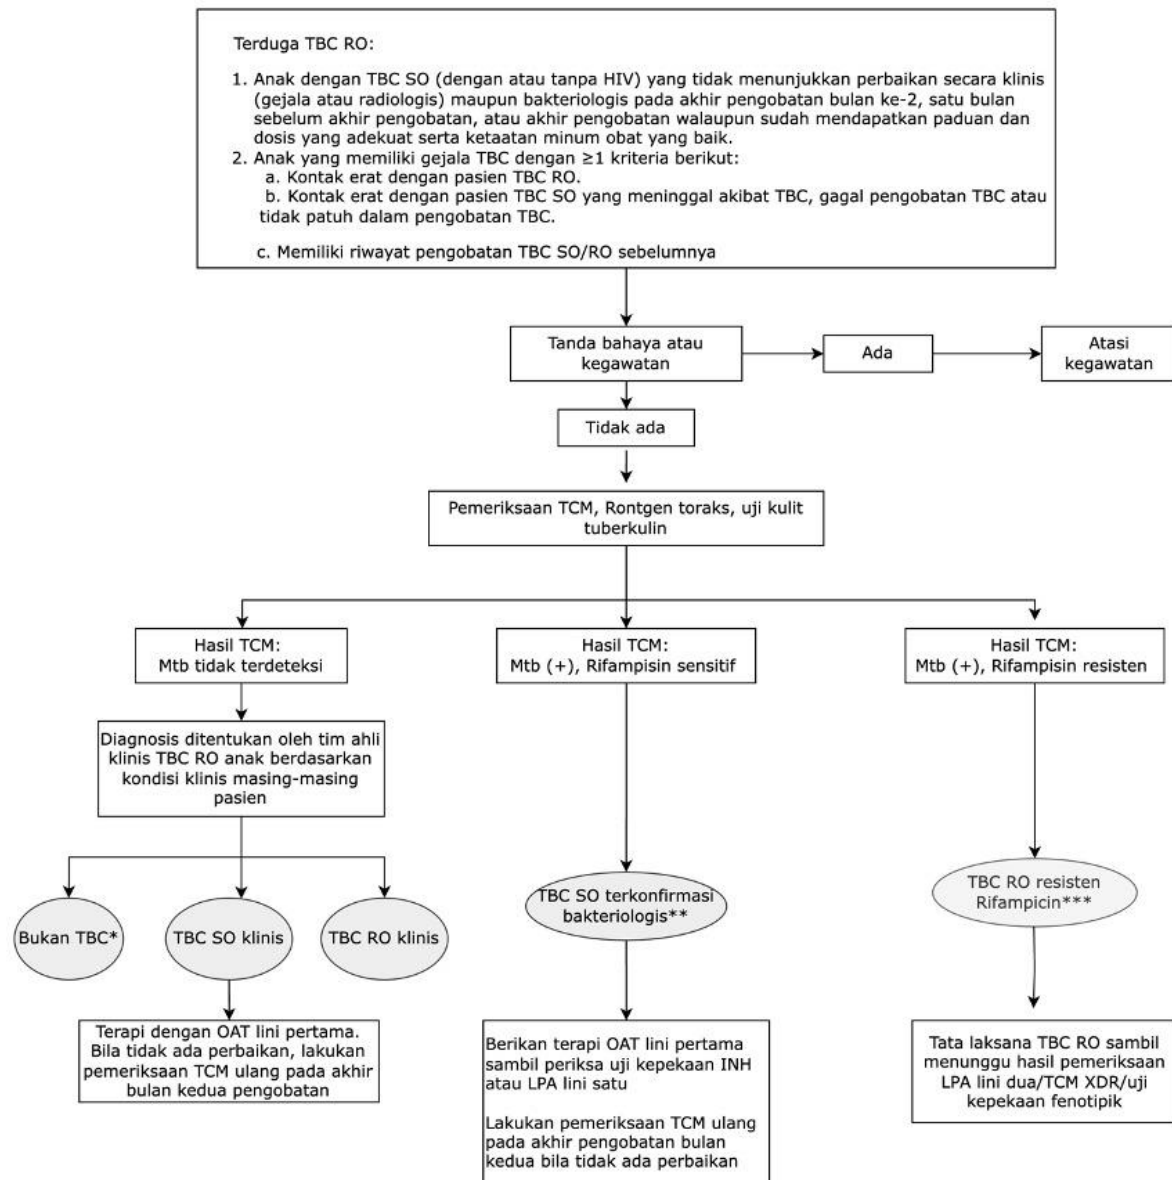 Terduga TBC RO:
1. Anak dengan TBC SO (dengan atau tanpa HIV) yang tidak menunjukkan perbaikan secara klinis
(gejala atau radiologis) maupun bakteriologis pada akhir pengobatan bulan ke-2, satu bulan
sebelum akhir pengobatan, atau akhir pengobatan walaupun sudah mendapatkan paduan dan
dosis yang adekuat serta ketaatan minum obat yang baik.
2. Anak yang memiliki gejala TBC dengan ≥1 kriteria berikut:
a. Kontak erat dengan pasien TBC RO.
b. Kontak erat dengan pasien TBC SO yang meninggal akibat TBC, gagal pengobatan TBC atau
tidak patuh dalam pengobatan TBC.
c. Memiliki riwayat pengobatan TBC SO/RO sebelumnya
Tanda bahaya atau
kegawatan
Ada
Atasi
kegawatan
Tidak ada
Pemeriksaan TCM, Rontgen toraks, uji kulit
tuberkulin
Hasil TCM:
Mtb tidak terdeteksi
Hasil TCM:
Mtb (+), Rifampisin sensitif
Hasil TCM:
Mtb (+), Rifampisin resisten
Diagnosis ditentukan oleh tim ahli
klinis TBC RO anak berdasarkan
kondisi klinis masing-masing
pasien
Bukan TBC*
TBC SO klinis
TBC RO klinis
TBC SO terkonfirmasi
bakteriologis**
TBC RO resisten
Rifampicin***
Terapi dengan OAT lini pertama.
Bila tidak ada perbaikan, lakukan
pemeriksaan TCM ulang pada akhir
bulan kedua pengobatan
Berikan terapi OAT lini pertama
sambil periksa uji kepekaan INH
atau LPA lini satu
Lakukan pemeriksaan TCM ulang
pada akhir pengobatan bulan
kedua bila tidak ada perbaikan
Tata laksana TBC RO sambil
menunggu hasil pemeriksaan
LPA lini dua/TCM XDR/uji
kepekaan fenotipik